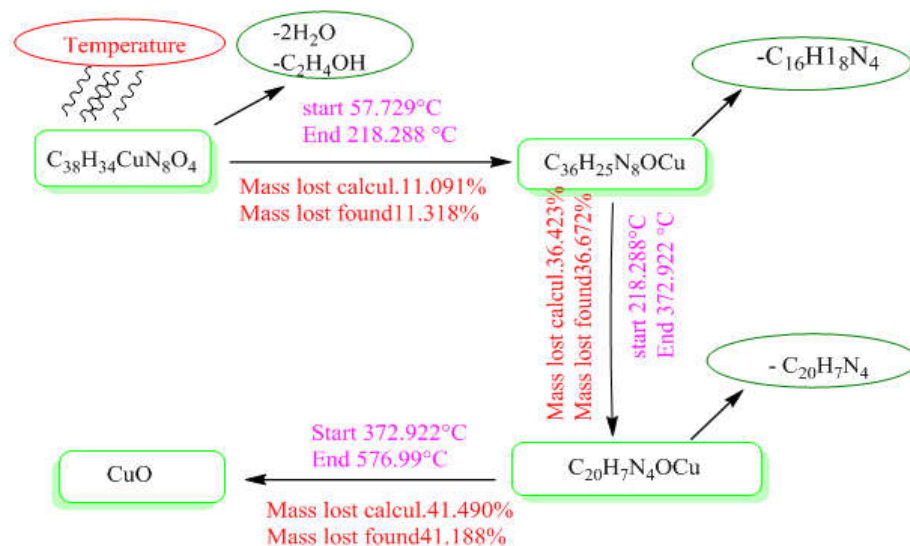 Temperature
-2H₂O
-C₂H₄OH
-C₁₆H1₈N₄
start 57.729°C
End 218.288 °C
C₃₈H₃₄CuN₈O₄
C₃₆H₂₅N₈OCu
Mass lost calcul.11.091%
Mass lost found11.318%
Mass lost calcul.36.423%
Mass lost found36.672%
start 218.288°C
End 372.922 °C
- C₂₀H₇N₄
Start 372.922°C
End 576.99°C
CuO
C₂₀H₇N₄OCu
Mass lost calcul.41.490%
Mass lost found41.188%